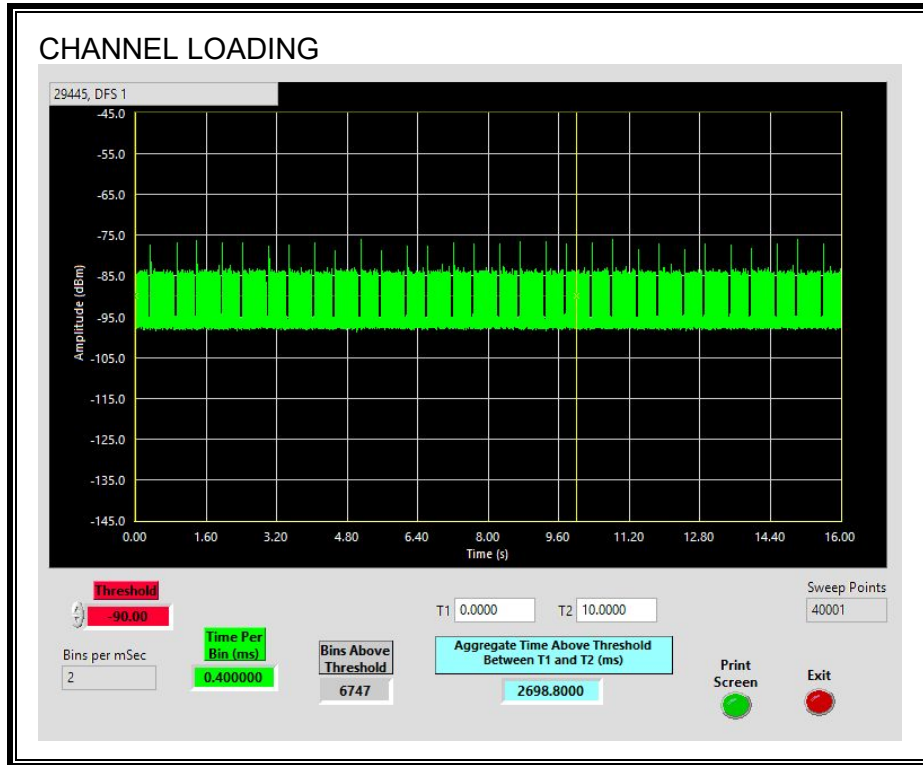 CHANNEL LOADING
29445, DFS 1
-45.0
-55.0
-65.0
-75.0
-85.0
-95.0
-105.0
-115.0
-125.0
-135.0
-145.0
Amplitude (dBm)
0.00 1.60 3.20 4.80 6.40 8.00 9.60 11.20 12.80 14.40 16.00
Time (s)
Threshold
-90.00
Bins per mSec
2
Time Per
Bin (ms)
0.400000
Bins Above
Threshold
6747
T1 0.0000 T2 10.0000
Aggregate Time Above Threshold
Between T1 and T2 (ms)
2698.8000
Sweep Points
40001
Print
Screen
Exit